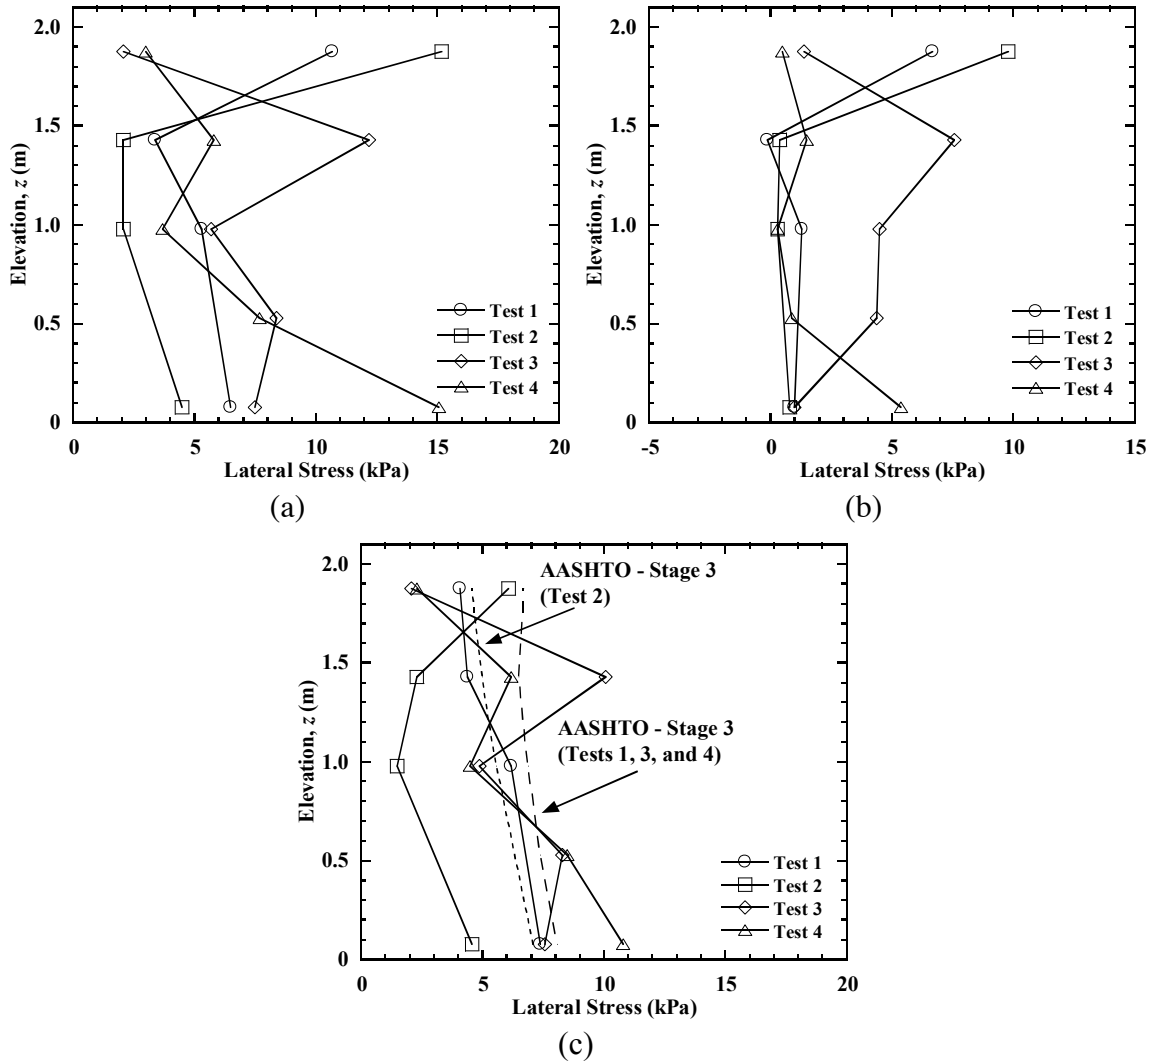 2.0
1.5
1.0
0.5
0
Elevation, z (m)
Test 1
Test 2
Test 3
Test 4
0 5 10 15 20
Lateral Stress (kPa)
(a)
2.0
1.5
1.0
0.5
0
Elevation, z (m)
Test 1
Test 2
Test 3
Test 4
-5 0 5 10 15
Lateral Stress (kPa)
(b)
2.0
1.5
1.0
0.5
0
Elevation, z (m)
AASHTO - Stage 3
(Test 2)
AASHTO - Stage 3
(Tests 1, 3, and 4)
Test 1
Test 2
Test 3
Test 4
0 5 10 15 20
Lateral Stress (kPa)
(c)